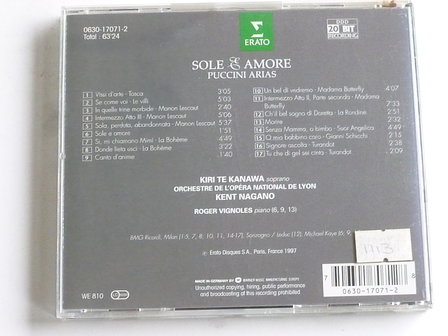 0630-17071-2
Total : 63'24
ERATO
DDD
20 BIT
RECORDING
SOLE & AMORE
PUCCINI ARIAS
1 Vissi d'arte - Tosca 3:05
2 Se come voi - Le villi 5:03
3 In quelle trine morbide - Manon Lescaut 2:40
4 Intermezzo Atto III - Manon Lescaut 5:06
5 Sola, perduta, abbandonata - Manon Lescaut 5:37
6 Sole e amore 1:51
7 Sì, mi chiamano Mimì - La Bohème 4:49
8 Donde lieta uscì - La Bohème 3:22
9 Canto d'anime
10 Un bel dì vedremo - Madama Butterfly 4:07
11 Intermezzo Atto II, Parte seconda - Madama
Butterfly 7:33
12 Ch'il bel sogno di Doretta - La Rondine 2:51
13 Morire
14 Senza Mamma, o bimbo - Suor Angelica
15 O mio babbino caro - Gianni Schicchi
16 Signore ascolta - Turandot 2:38
17 Tu che di gel sei cinta - Turandot 2:09
KIRI TE KANAWA soprano
ORCHESTRE DE L'OPÉRA NATIONAL DE LYON
KENT NAGANO
ROGER VIGNOLES piano (6, 9, 13)
BMG Ricordi, Milan (1-5, 7, 8, 10, 11, 14-17), Sonzogno / Leduc (12), Michael Kaye (6, 9,
℗ Erato Disques S.A., Paris, France 1997
WE 810
MADE IN GERMANY BY
Unauthorized copying, hiring, public performance
and broadcasting of this record prohibited.
0630-17071-2